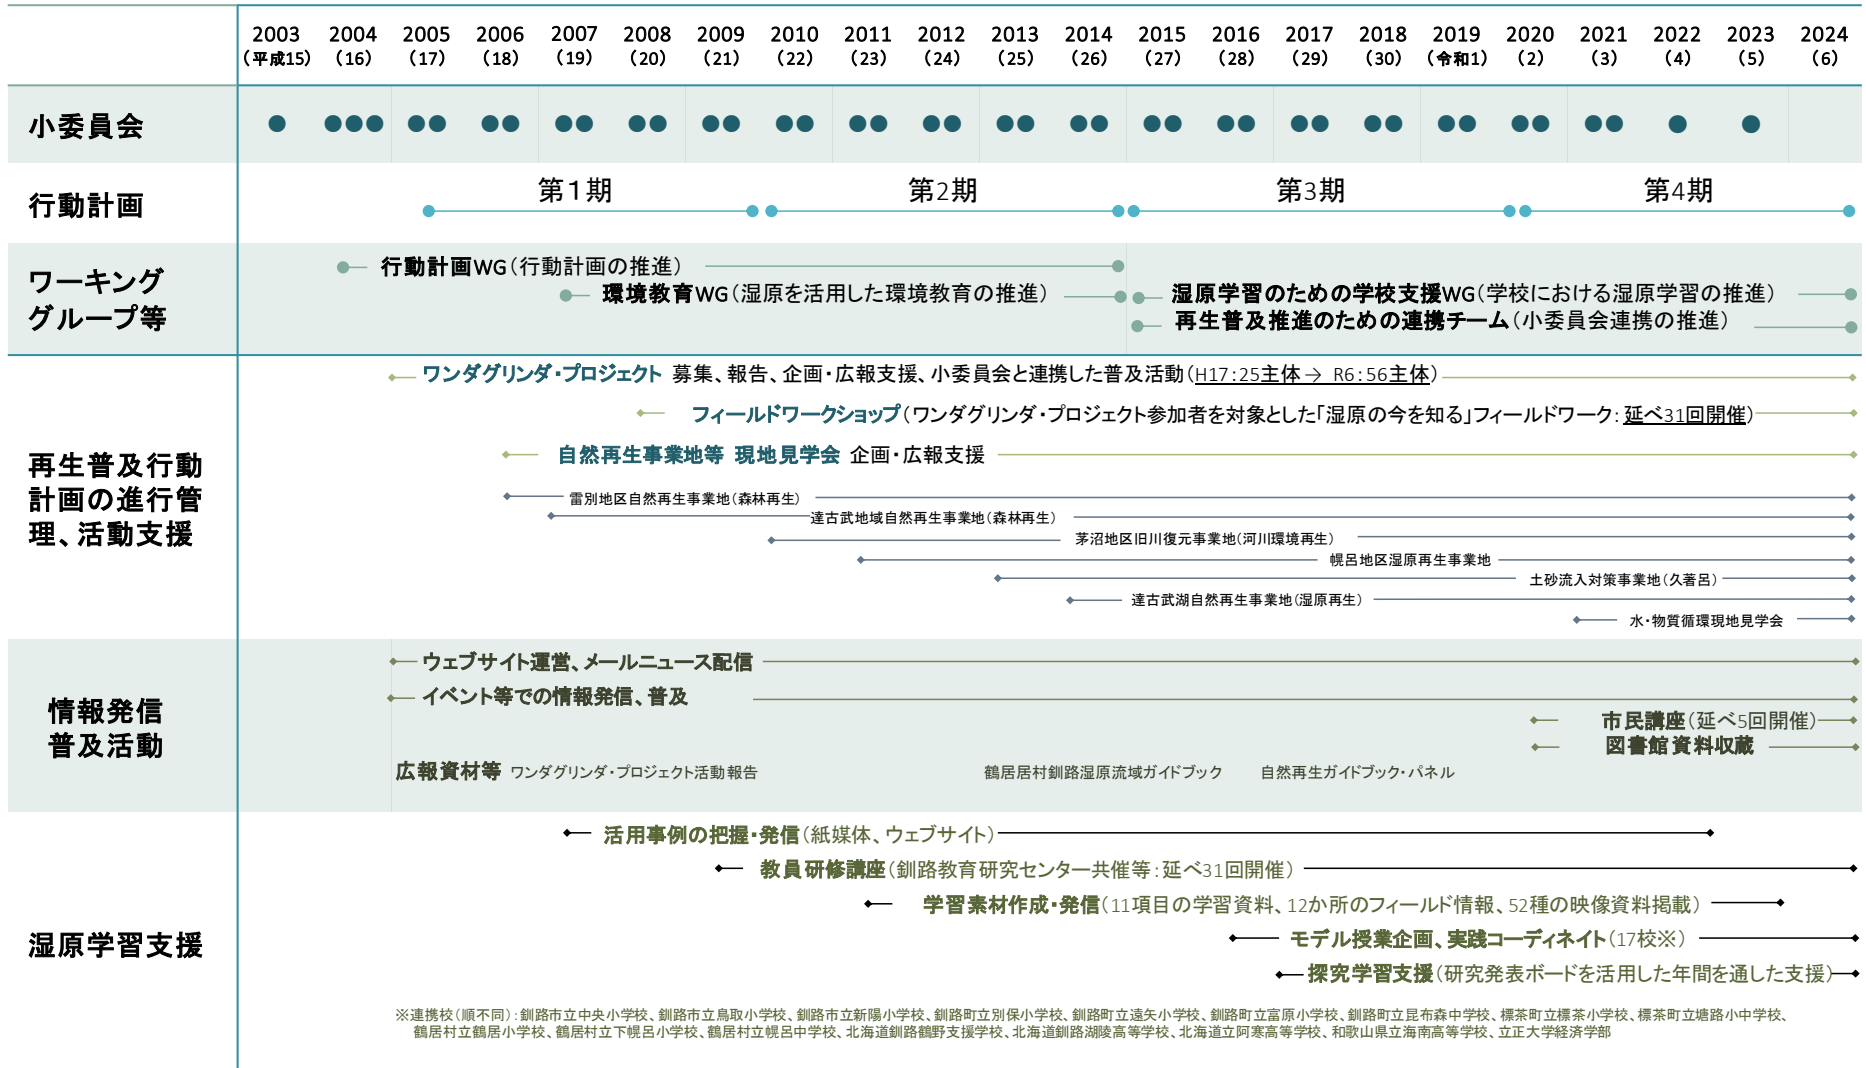 2003 2004 2005 2006 2007 2008 2009 2010 2011 2012 2013 2014 2015 2016 2017 2018 2019 2020 2021 2022 2023 2024
(平成15) (16) (17) (18) (19) (20) (21) (22) (23) (24) (25) (26) (27) (28) (29) (30) (令和1) (2) (3) (4) (5) (6)
小委員会
行動計画
第1期 第2期 第3期 第4期
ワーキング
グループ等
行動計画WG(行動計画の推進)
環境教育WG(湿原を活用した環境教育の推進)
湿原学習のための学校支援WG(学校における湿原学習の推進)
再生普及推進のための連携チーム(小委員会連携の推進)
再生普及行動
計画の進行管
理、活動支援
ワンダグリンダ・プロジェクト 募集、報告、企画・広報支援、小委員会と連携した普及活動(H17:25主体→ R6:56主体)
フィールドワークショップ(ワンダグリンダ・プロジェクト参加者を対象とした「湿原の今を知る」フィールドワーク: 延べ31回開催)
自然再生事業地等 現地見学会 企画・広報支援
雷別地区自然再生事業地(森林再生)
達古武地域自然再生事業地(森林再生)
茅沼地区旧川復元事業地(河川環境再生)
幌呂地区湿原再生事業地
土砂流入対策事業地(久著呂)
達古武湖自然再生事業地(湿原再生)
水・物質循環現地見学会
情報発信
普及活動
ウェブサイト運営、メールニュース配信
イベント等での情報発信、普及
市民講座(延べ5回開催)
図書館資料収蔵
広報資材等 ワンダグリンダ・プロジェクト活動報告 鶴居居村釧路湿原流域ガイドブック 自然再生ガイドブック・パネル
湿原学習支援
活用事例の把握・発信(紙媒体、ウェブサイト)
教員研修講座(釧路教育研究センター共催等:延べ31回開催)
学習素材作成・発信(11項目の学習資料、12か所のフィールド情報、52種の映像資料掲載)
モデル授業企画、実践コーディネイト(17校※)
探究学習支援(研究発表ボードを活用した年間を通した支援)
※連携校(順不同):釧路市立中央小学校、釧路市立鳥取小学校、釧路市立新陽小学校、釧路町立別保小学校、釧路町立遠矢小学校、釧路町立富原小学校、釧路町立昆布森中学校、標茶町立標茶小学校、標茶町立塘路小中学校、
鶴居村立鶴居小学校、鶴居村立下幌呂小学校、鶴居村立幌呂中学校、北海道釧路鶴野支援学校、北海道釧路湖陵高等学校、北海道立阿寒高等学校、和歌山県立海南高等学校、立正大学経済学部